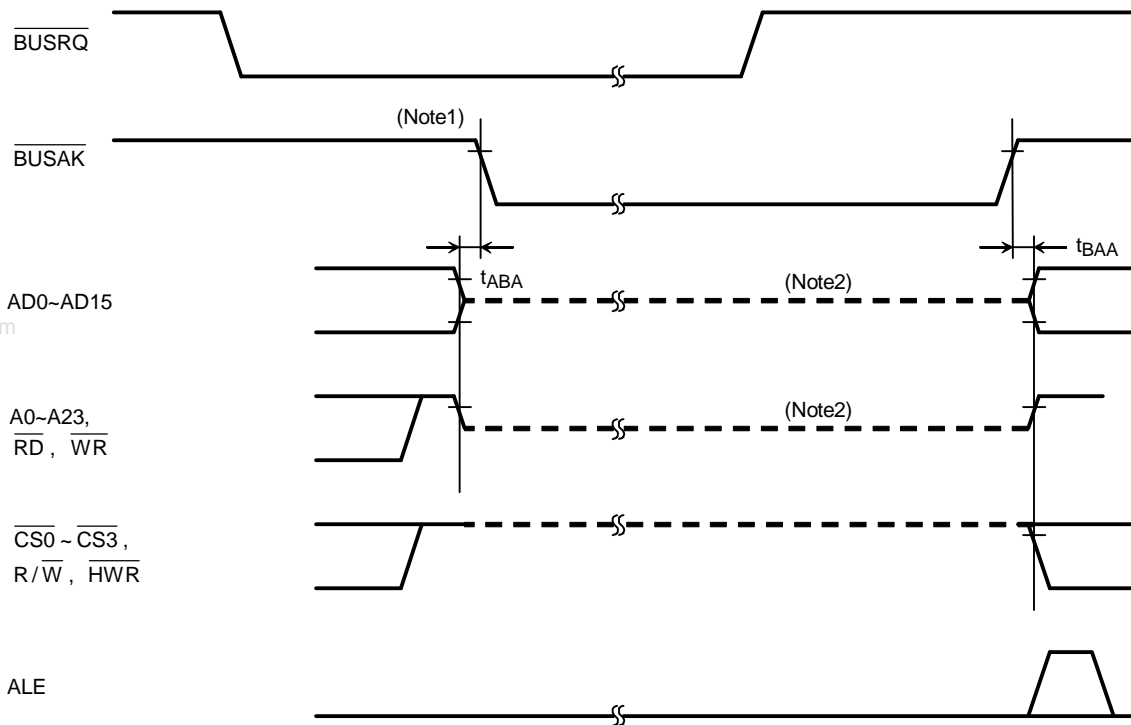 BUSRQ
(Note1)
BUSAK
tBAA
tABA
(Note2)
AD0~AD15
m
(Note2)
A0~A23,
RD , WR
CS0 ~ CS3 ,
R/W , HWR
ALE